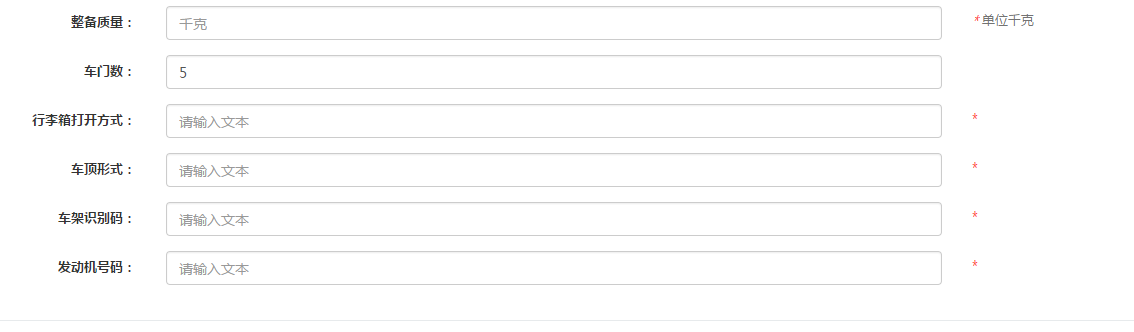 整备质量： 千克 *单位千克
车门数： 5
行李箱打开方式： 请输入文本 *
车顶形式： 请输入文本 *
车架识别码： 请输入文本 *
发动机号码： 请输入文本 *